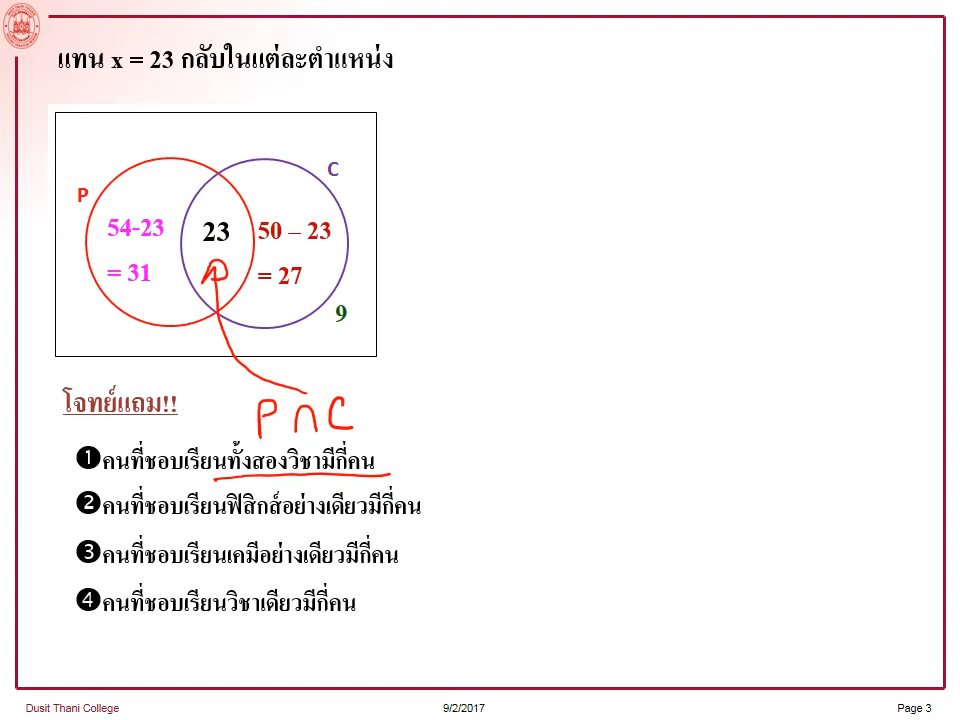 แทน x = 23 กลับในแต่ละตำแหน่ง
C
P
54-23
23
50 – 23
= 31
= 27
9
โจทย์แถม!!
P ∩ C
❶คนที่ชอบเรียนทั้งสองวิชามีกี่คน
❷คนที่ชอบเรียนฟิสิกส์อย่างเดียวมีกี่คน
❸คนที่ชอบเรียนเคมีอย่างเดียวมีกี่คน
❹คนที่ชอบเรียนวิชาเดียวมีกี่คน
Dusit Thani College
9/2/2017
Page 3